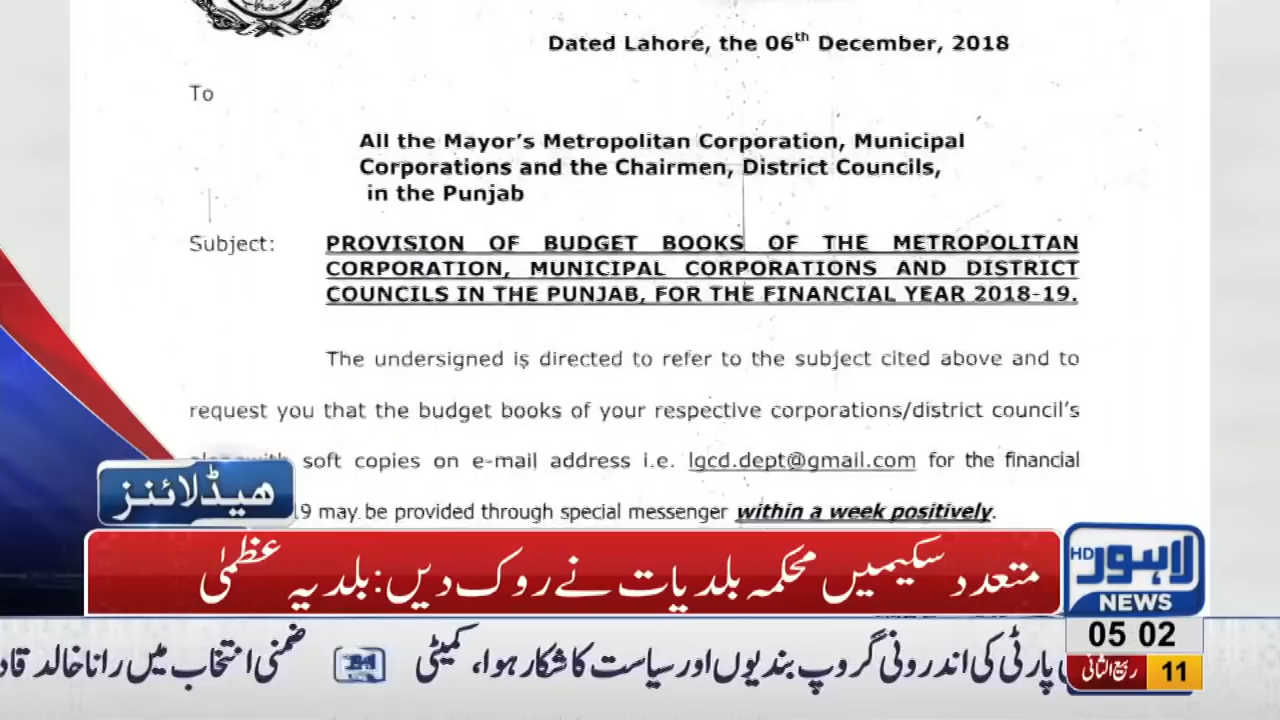 Dated Lahore, the 06th December, 2018
To
All the Mayor's Metropolitan Corporation, Municipal
Corporations and the Chairmen, District Councils,
in the Punjab
Subject: PROVISION OF BUDGET BOOKS OF THE METROPOLITAN
CORPORATION, MUNICIPAL CORPORATIONS AND DISTRICT
COUNCILS IN THE PUNJAB, FOR THE FINANCIAL YEAR 2018-19.
The undersigned is directed to refer to the subject cited above and to
request you that the budget books of your respective corporations/district council's
soft copies on e-mail address i.e. lgcd.dept@gmail.com for the financial
19 may be provided through special messenger within a week positively.
ھیڈلائنز
متعدد سکیمیں محکمہ بلدیات نے روک دیں: بلدیہ عظمیٰ
HD لاہور
NEWS
05 02
پارٹی کی اندرونی گروپ بندیوں اور سیاست کا شکار ہوا، کمیٹی
ضمنی انتخاب میں رانا خالد
11 ربیع الثانی